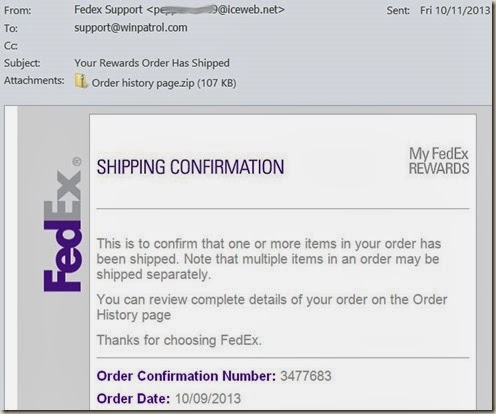 From: Fedex Support <pepper 9@iceweb.net> Sent: Fri 10/11/2013
To: support@winpatrol.com
Cc:
Subject: Your Rewards Order Has Shipped
Attachments: Order history page.zip (107 KB)
FedEx®
SHIPPING CONFIRMATION
My FedEx
REWARDS
This is to confirm that one or more items in your order has
been shipped. Note that multiple items in an order may be
shipped separately.
You can review complete details of your order on the Order
History page
Thanks for choosing FedEx.
Order Confirmation Number: 3477683
Order Date: 10/09/2013